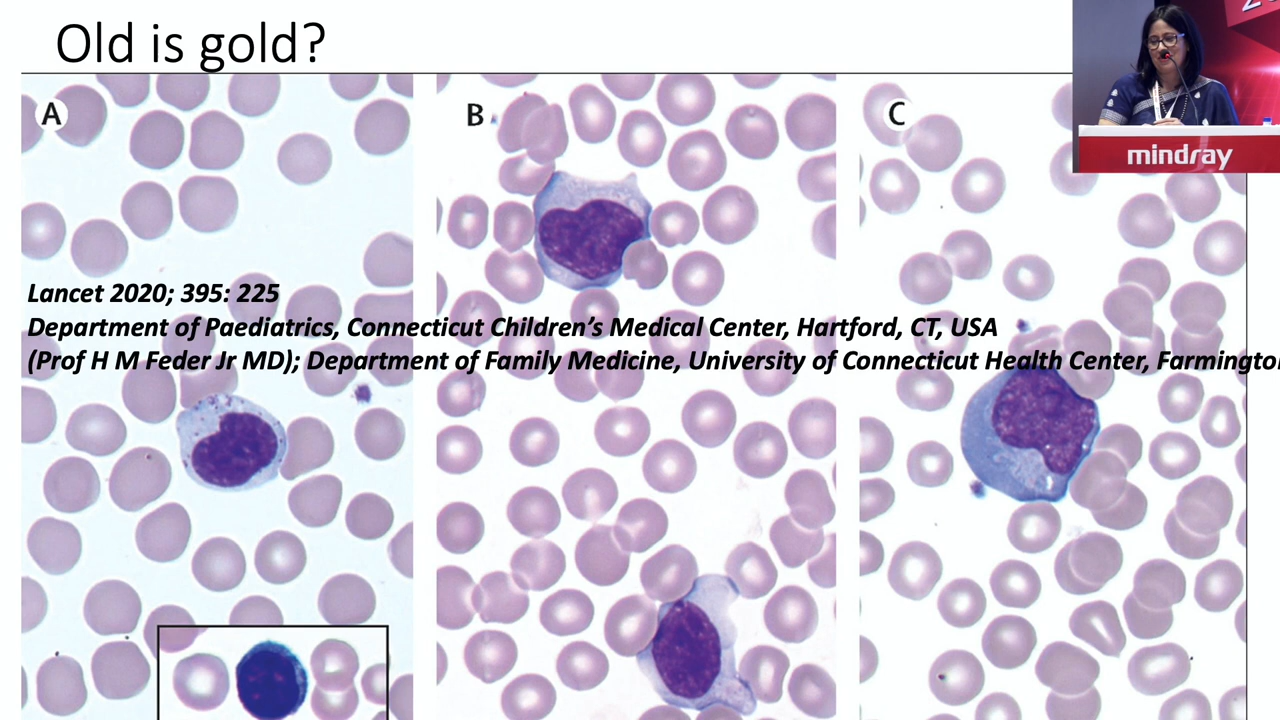 Old is gold?
A
B
C
mindray
Lancet 2020; 395: 225
Department of Paediatrics, Connecticut Children's Medical Center, Hartford, CT, USA
(Prof H M Feder Jr MD); Department of Family Medicine, University of Connecticut Health Center,